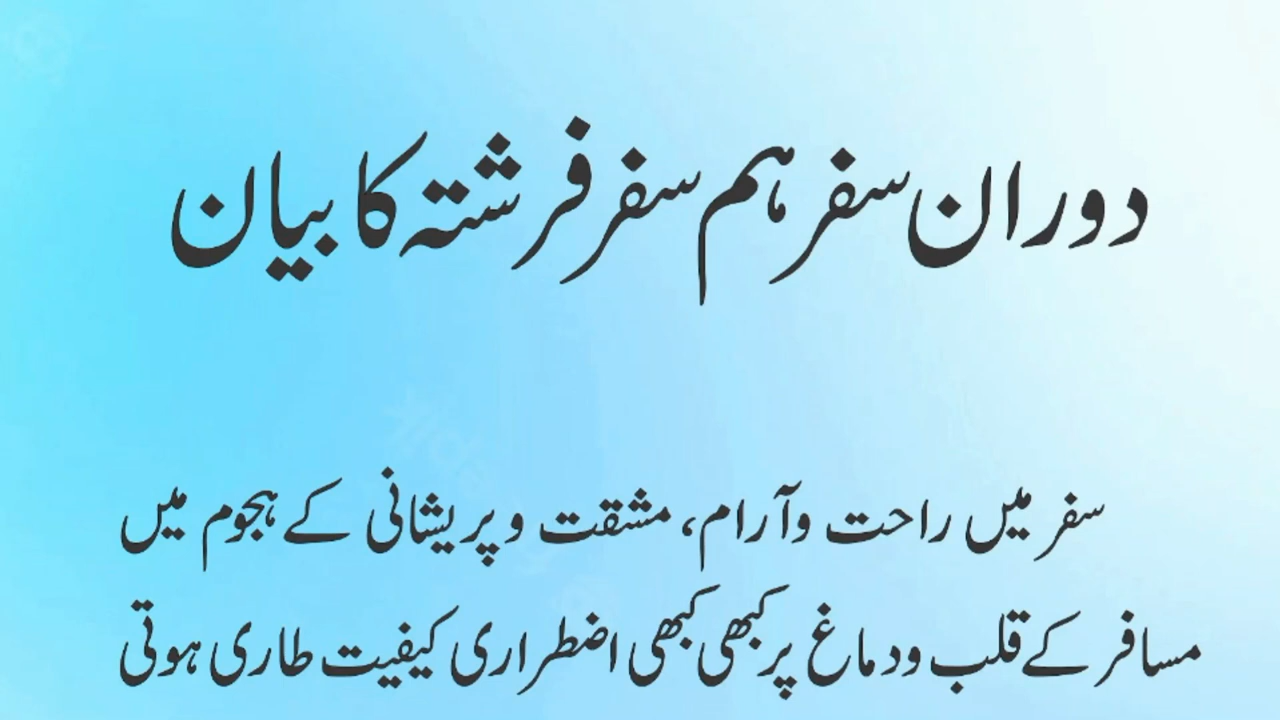 دوران سفر ہم سفر فرشتہ کا بیان
سفر میں راحت و آرام، مشقت و پریشانی کے ہجوم میں
مسافر کے قلب و دماغ پر کبھی کبھی اضطراری کیفیت طاری ہوتی